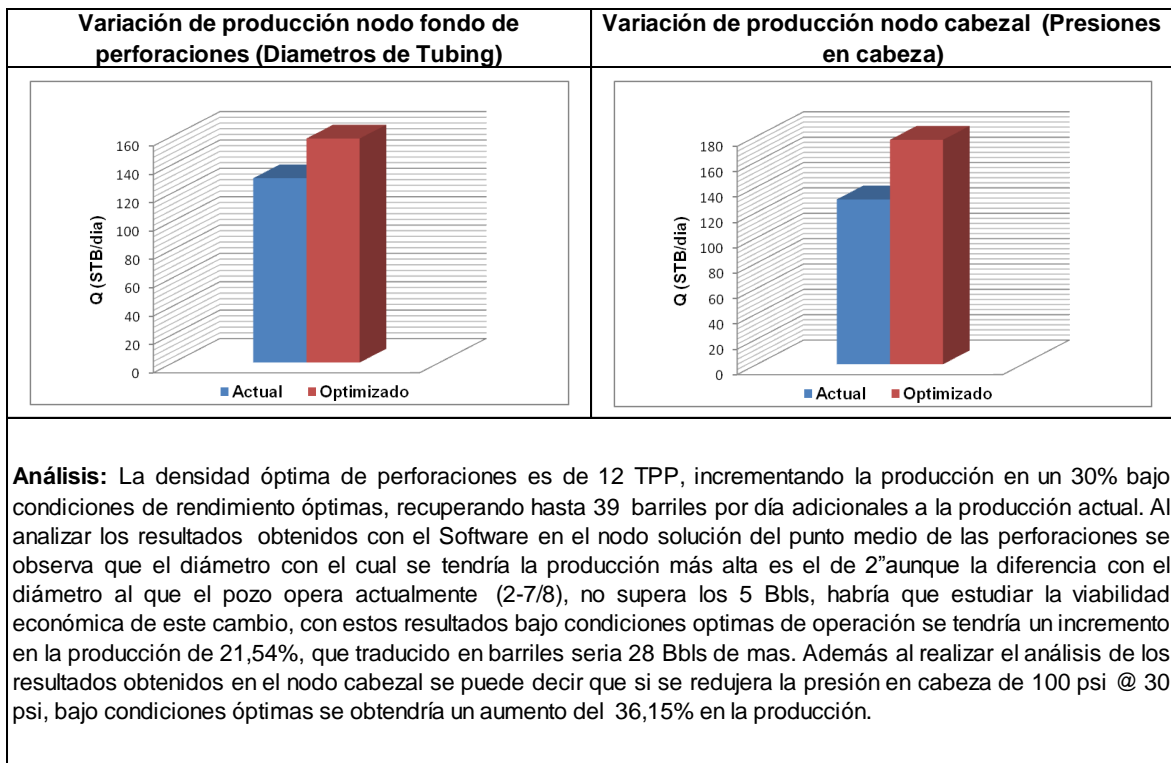 Variación de producción nodo fondo de
perforaciones (Diametros de Tubing)
Variación de producción nodo cabezal (Presiones
en cabeza)
160
140
120
100
80
60
40
20
0
Q (STB/dia)
Actual Optimizado
180
160
140
120
100
80
60
40
20
0
Q (STB/dia)
Actual Optimizado
Análisis: La densidad óptima de perforaciones es de 12 TPP, incrementando la producción en un 30% bajo
condiciones de rendimiento óptimas, recuperando hasta 39 barriles por día adicionales a la producción actual. Al
analizar los resultados obtenidos con el Software en el nodo solución del punto medio de las perforaciones se
observa que el diámetro con el cual se tendría la producción más alta es el de 2”aunque la diferencia con el
diámetro al que el pozo opera actualmente (2-7/8), no supera los 5 Bbls, habría que estudiar la viabilidad
económica de este cambio, con estos resultados bajo condiciones optimas de operación se tendría un incremento
en la producción de 21,54%, que traducido en barriles seria 28 Bbls de mas. Además al realizar el análisis de los
resultados obtenidos en el nodo cabezal se puede decir que si se redujera la presión en cabeza de 100 psi @ 30
psi, bajo condiciones óptimas se obtendría un aumento del 36,15% en la producción.